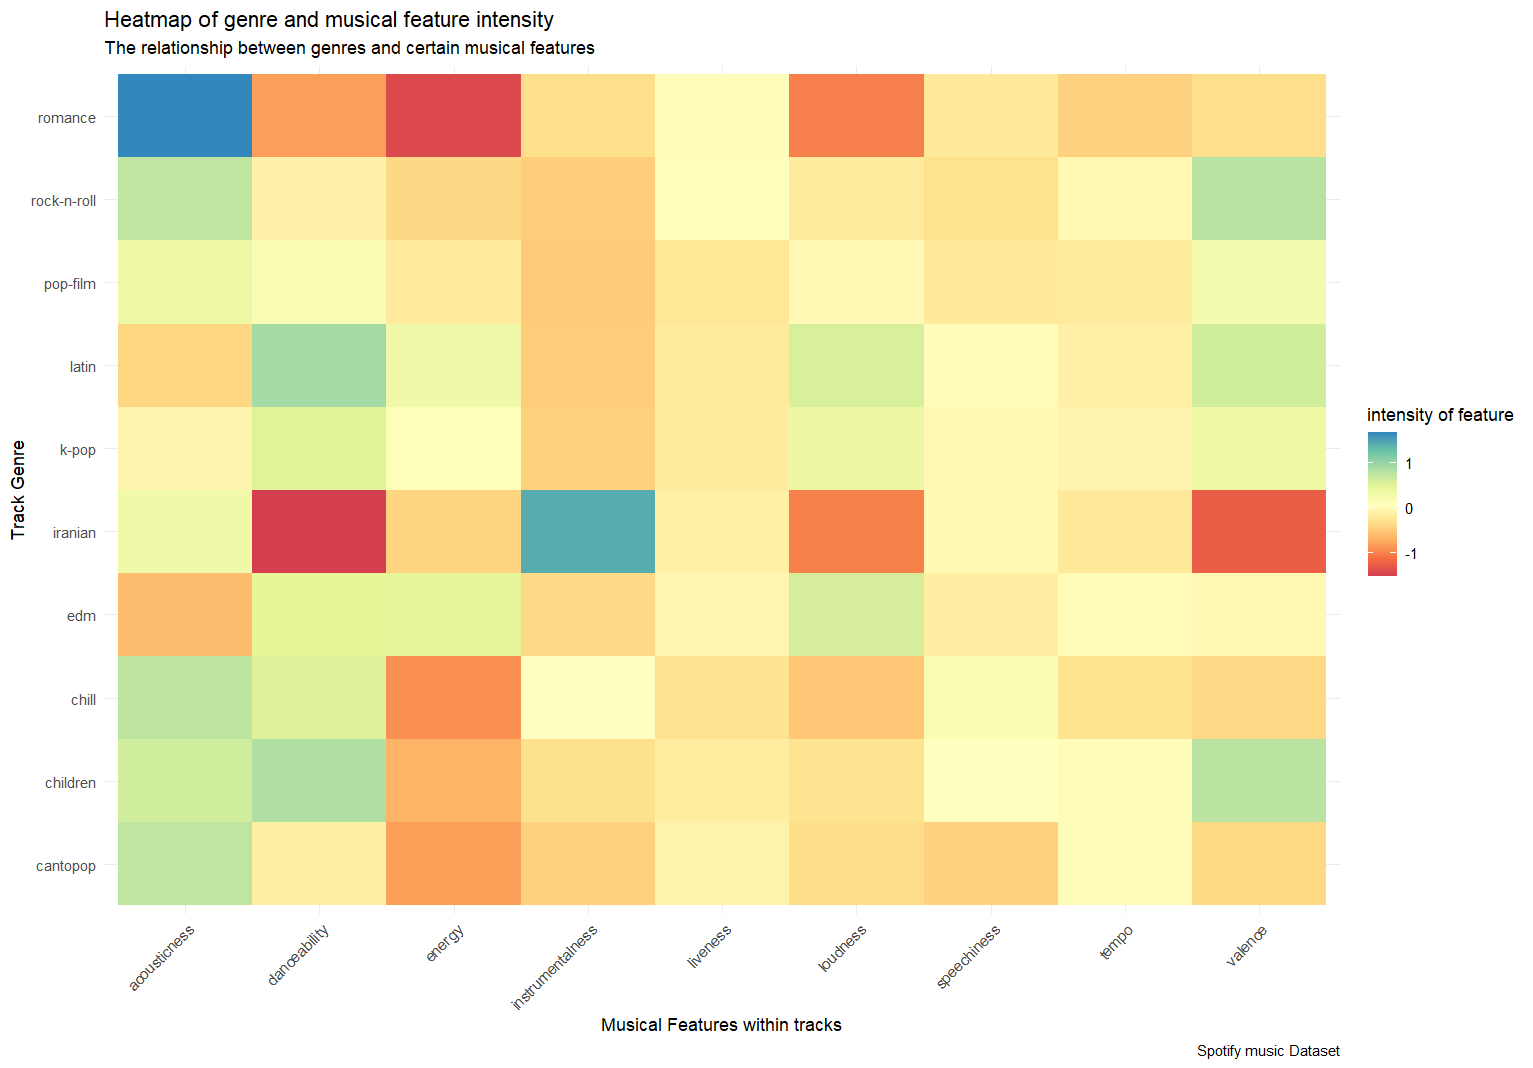 Heatmap of genre and musical feature intensity
The relationship between genres and certain musical features
Track Genre
romance
rock-n-roll
pop-film
latin
k-pop
iranian
edm
chill
children
cantopop
acousticness
danceability
energy
instrumentalness
liveness
loudness
speechiness
tempo
valence
Musical Features within tracks
intensity of feature
1
0
-1
Spotify music Dataset